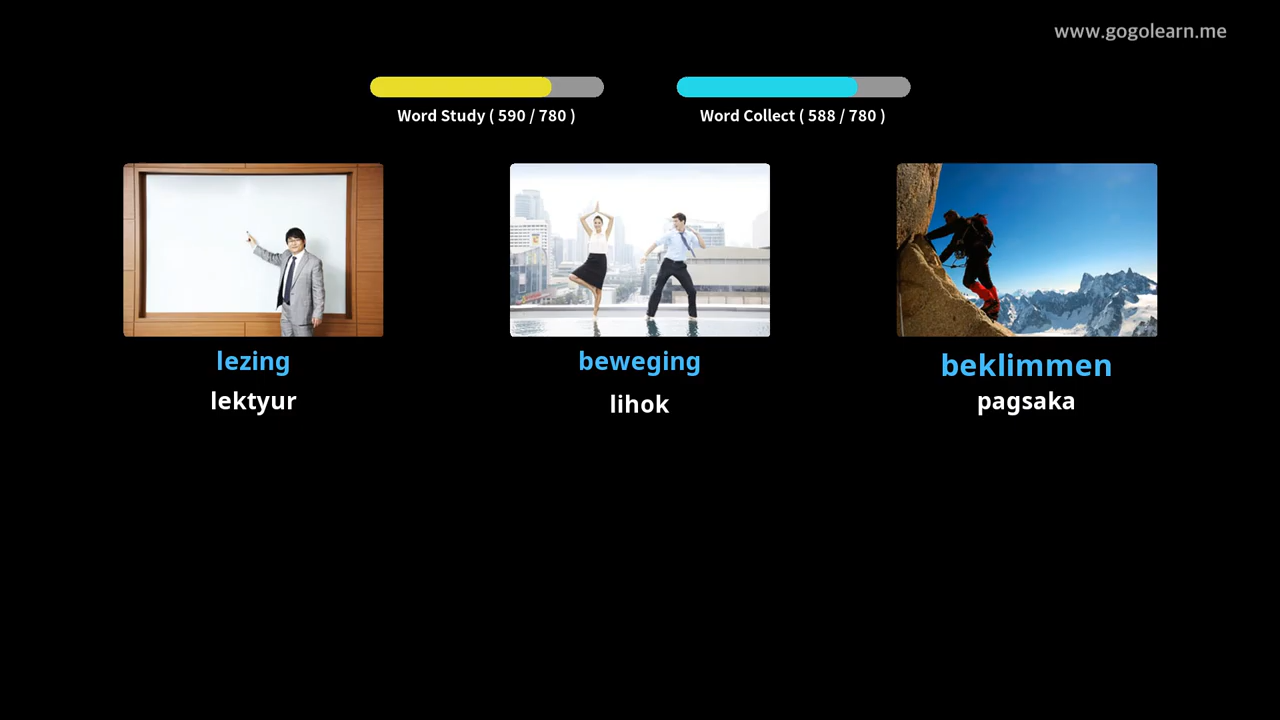 www.gogolearn.me
Word Study ( 590 / 780 )
Word Collect ( 588 / 780 )
lezing
lektyur
beweging
lihok
beklimmen
pagsaka